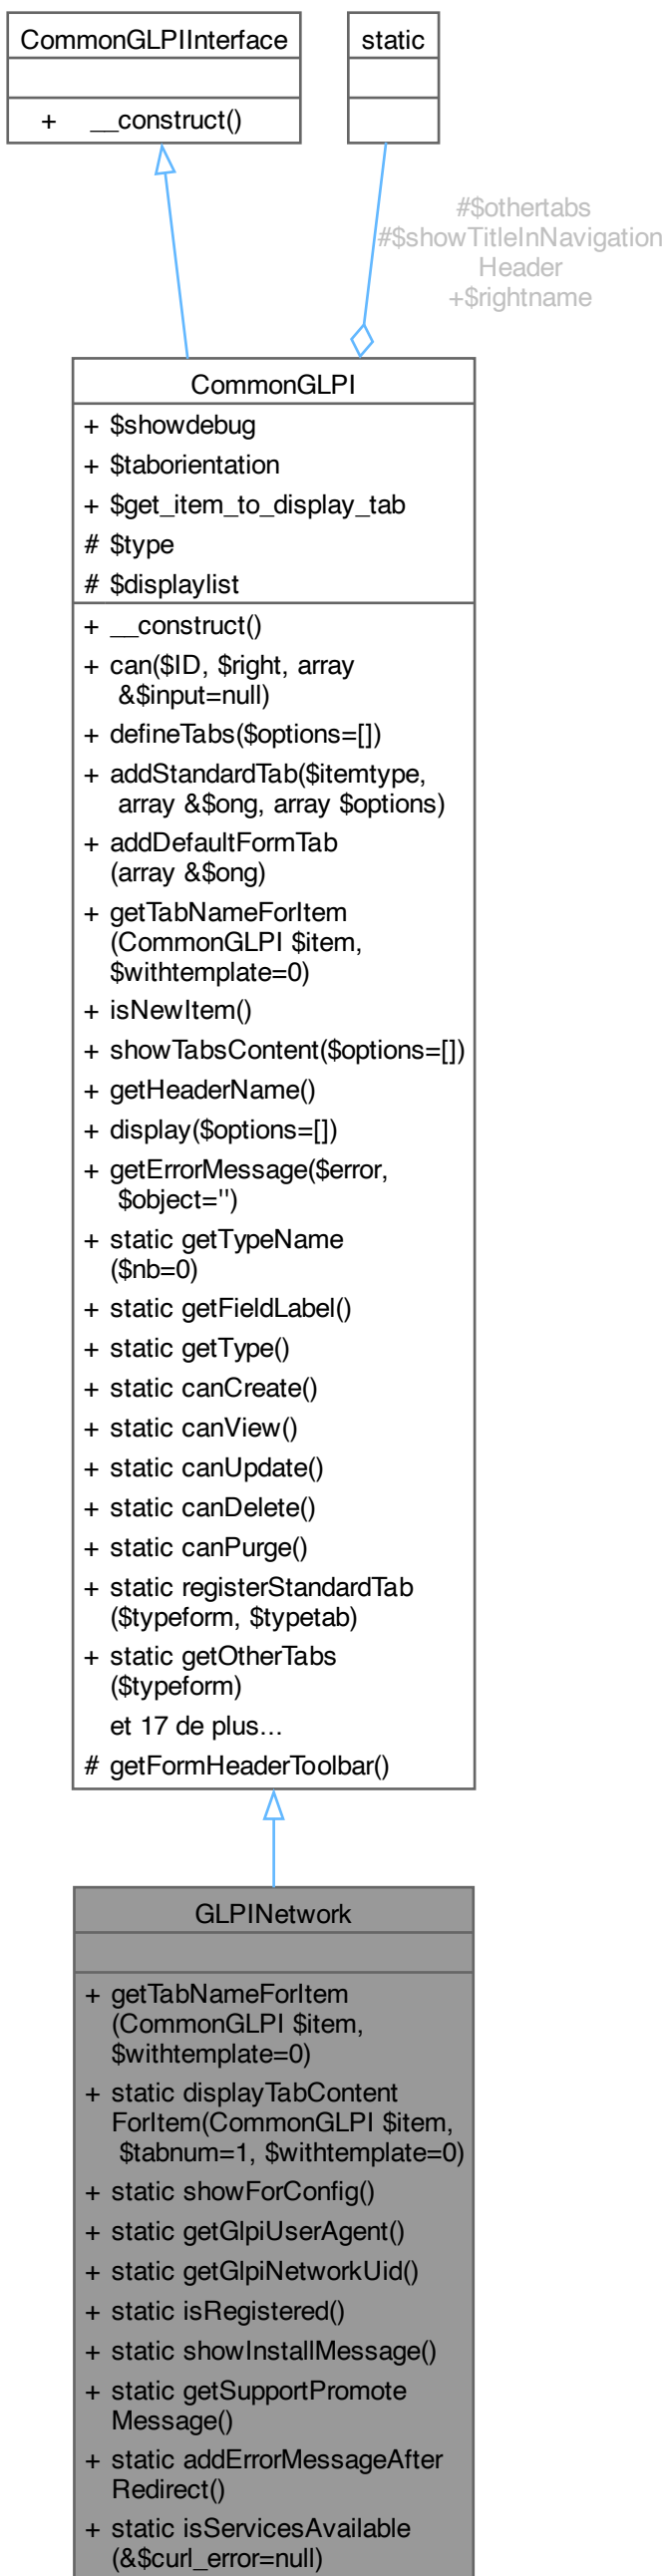 CommonGLPIInterface
+ __construct()
static
#$othertabs
#$showTitleInNavigation
Header
+$rightname
CommonGLPI
+ $showdebug
+ $taborientation
+ $get_item_to_display_tab
# $type
# $displaylist
+ __construct()
+ can($ID, $right, array
&$input=null)
+ defineTabs($options=[])
+ addStandardTab($itemtype,
array &$ong, array $options)
+ addDefaultFormTab
(array &$ong)
+ getTabNameForItem
(CommonGLPI $item,
$withtemplate=0)
+ isNewItem()
+ showTabsContent($options=[])
+ getHeaderName()
+ display($options=[])
+ getErrorMessage($error,
$object='')
+ static getTypeName
($nb=0)
+ static getFieldLabel()
+ static getType()
+ static canCreate()
+ static canView()
+ static canUpdate()
+ static canDelete()
+ static canPurge()
+ static registerStandardTab
($typeform, $typetab)
+ static getOtherTabs
($typeform)
et 17 de plus...
# getFormHeaderToolbar()
GLPINetwork
+ getTabNameForItem
(CommonGLPI $item,
$withtemplate=0)
+ static displayTabContent
ForItem(CommonGLPI $item,
$tabnum=1, $withtemplate=0)
+ static showForConfig()
+ static getGlpiUserAgent()
+ static getGlpiNetworkUid()
+ static isRegistered()
+ static showInstallMessage()
+ static getSupportPromote
Message()
+ static addErrorMessageAfter
Redirect()
+ static isServicesAvailable
(&$curl_error=null)